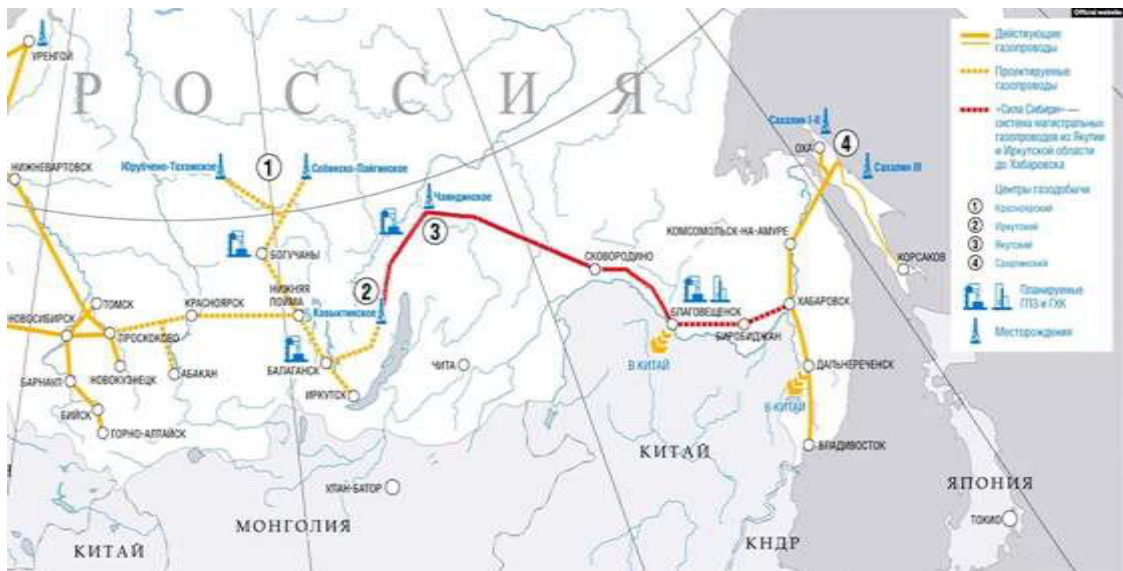 Official website
УРЕНГОЙ
РОССИЯ
НИЖНЕВАРТОВСК
Юрубчено-Тохомское
1
Собинско-Пайгинское
Чаяндинское
3
БОГУЧАНЫ
НИЖНЯЯ
ПОЙМА
2
Ковыктинское
ТОМСК
КРАСНОЯРСК
НОВОСИБИРСК
ПРОСКОКОВО
НОВОКУЗНЕЦК
АБАКАН
БАРНАУЛ
БИЙСК
ГОРНО-АЛТАЙСК
БАЛАГАНСК
ИРКУТСК
ЧИТА
УЛАН-БАТОР
МОНГОЛИЯ
КИТАЙ
СКОВОРОДИНО
БЛАГОВЕЩЕНСК
В КИТАЙ
БИРОБИДЖАН
ХАБАРОВСК
КОМСОМОЛЬСК-НА-АМУРЕ
ДАЛЬНЕРЕЧЕНСК
В КИТАЙ
ВЛАДИВОСТОК
КИТАЙ
КНДР
ЯПОНИЯ
ТОКИО
Сахалин I-II
ОХА
4
Сахалин III
КОРСАКОВ
Действующие
газопроводы
Проектируемые
газопроводы
«Сила Сибири» —
система магистральных
газопроводов из Якутии
и Иркутской области
до Хабаровска
Центры газодобычи
1 Красноярский
2 Иркутский
3 Якутский
4 Сахалинский
Планируемые
ГПЗ и ГХК
Месторождения